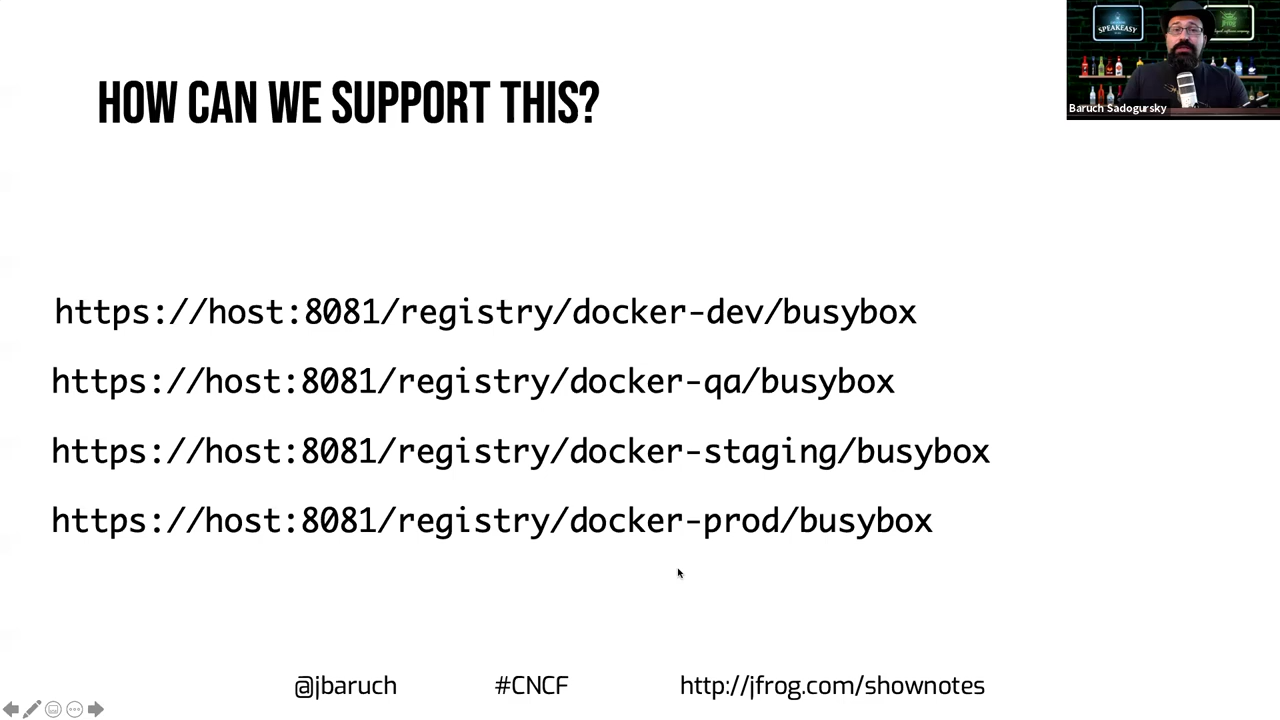 SPEAKEASY
Baruch Sadogursky
HOW CAN WE SUPPORT THIS?
https://host:8081/registry/docker-dev/busybox
https://host:8081/registry/docker-qa/busybox
https://host:8081/registry/docker-staging/busybox
https://host:8081/registry/docker-prod/busybox
@jbaruch #CNCF http://jfrog.com/shownotes